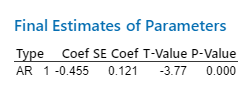 Final Estimates of Parameters
Type Coef SE Coef T-Value P-Value
AR 1 -0.455 0.121 -3.77 0.000